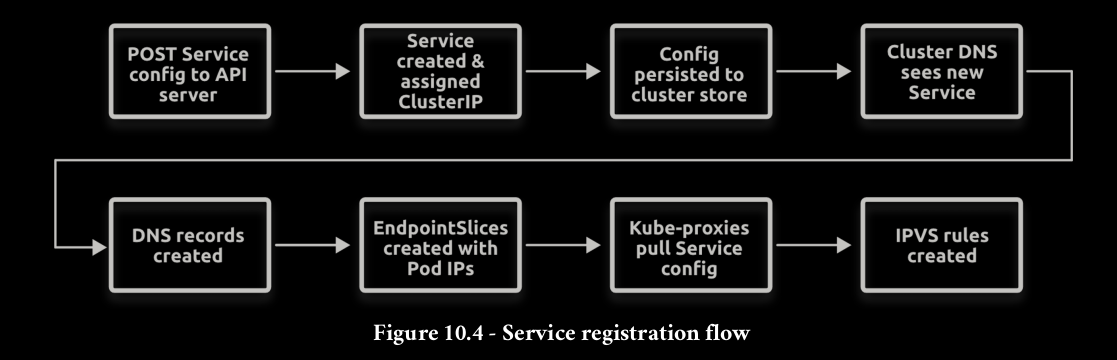 POST Service
config to API
server
Service
created &
assigned
ClusterIP
Config
persisted to
cluster store
Cluster DNS
sees new
Service
DNS records
created
EndpointSlices
created with
Pod IPs
Kube-proxies
pull Service
config
IPVS rules
created
Figure 10.4 - Service registration flow